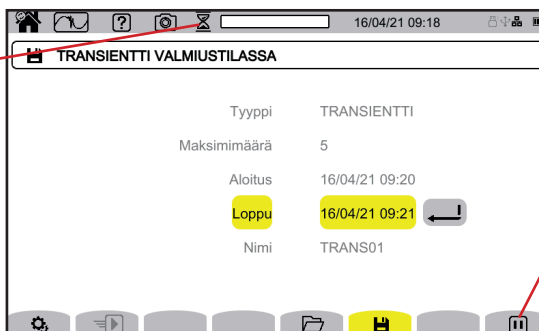 16/04/21 09:18
TRANSIENTTI VALMIUSTILASSA
Tyyppi TRANSIENTTI
Maksimimäärä 5
Aloitus 16/04/21 09:20
Loppu 16/04/21 09:21
Nimi TRANS01